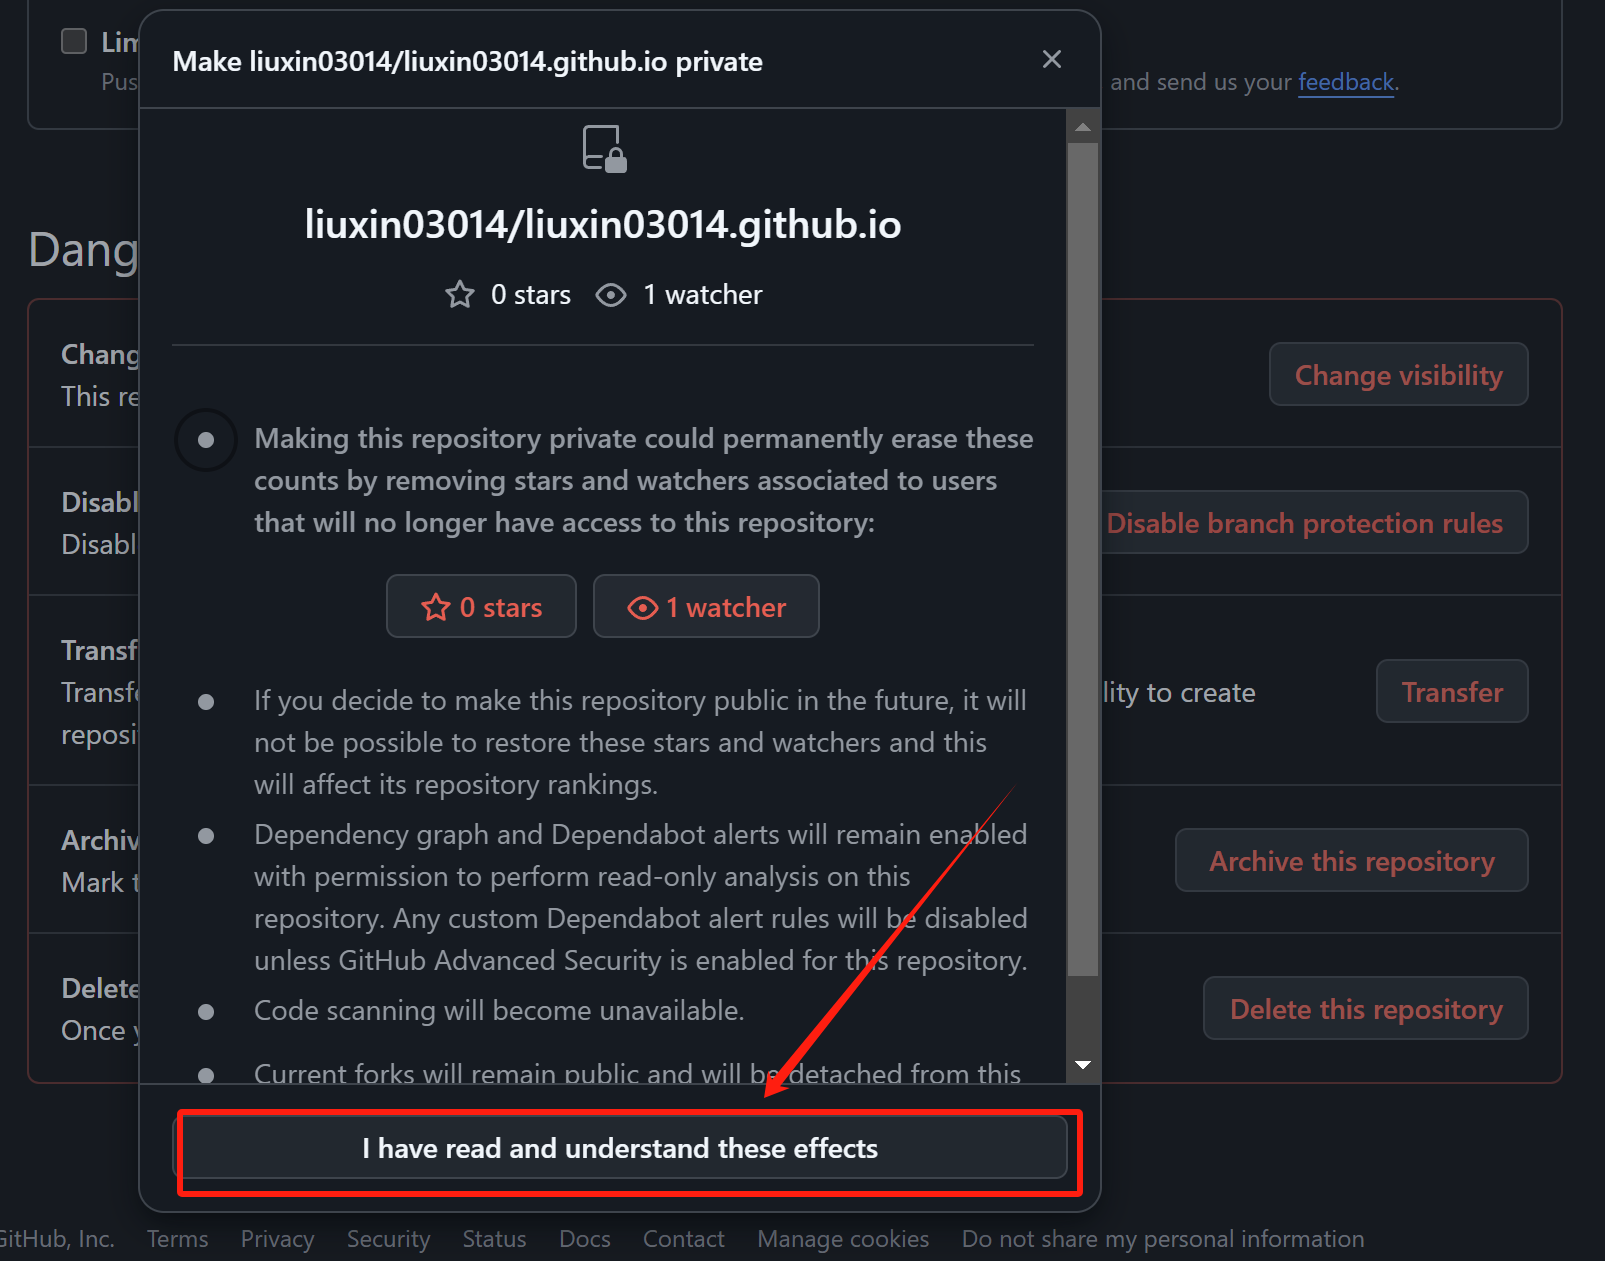 Make liuxin03014/liuxin03014.github.io private
and send us your feedback.
liuxin03014/liuxin03014.github.io
0 stars 1 watcher
Change visibility
Making this repository private could permanently erase these
counts by removing stars and watchers associated to users
that will no longer have access to this repository:
Disable branch protection rules
0 stars 1 watcher
If you decide to make this repository public in the future, it will
not be possible to restore these stars and watchers and this
will affect its repository rankings.
lity to create
Transfer
Dependency graph and Dependabot alerts will remain enabled
with permission to perform read-only analysis on this
repository. Any custom Dependabot alert rules will be disabled
unless GitHub Advanced Security is enabled for this repository.
Archive this repository
Code scanning will become unavailable.
Delete this repository
Current forks will remain public and will be detached from this
I have read and understand these effects
Lim
Pus
Dang
Chang
This re
Disabl
Disabl
Transf
Transfe
reposi
Archiv
Mark t
Delete
Once y
GitHub, Inc. Terms Privacy Security Status Docs Contact Manage cookies Do not share my personal information